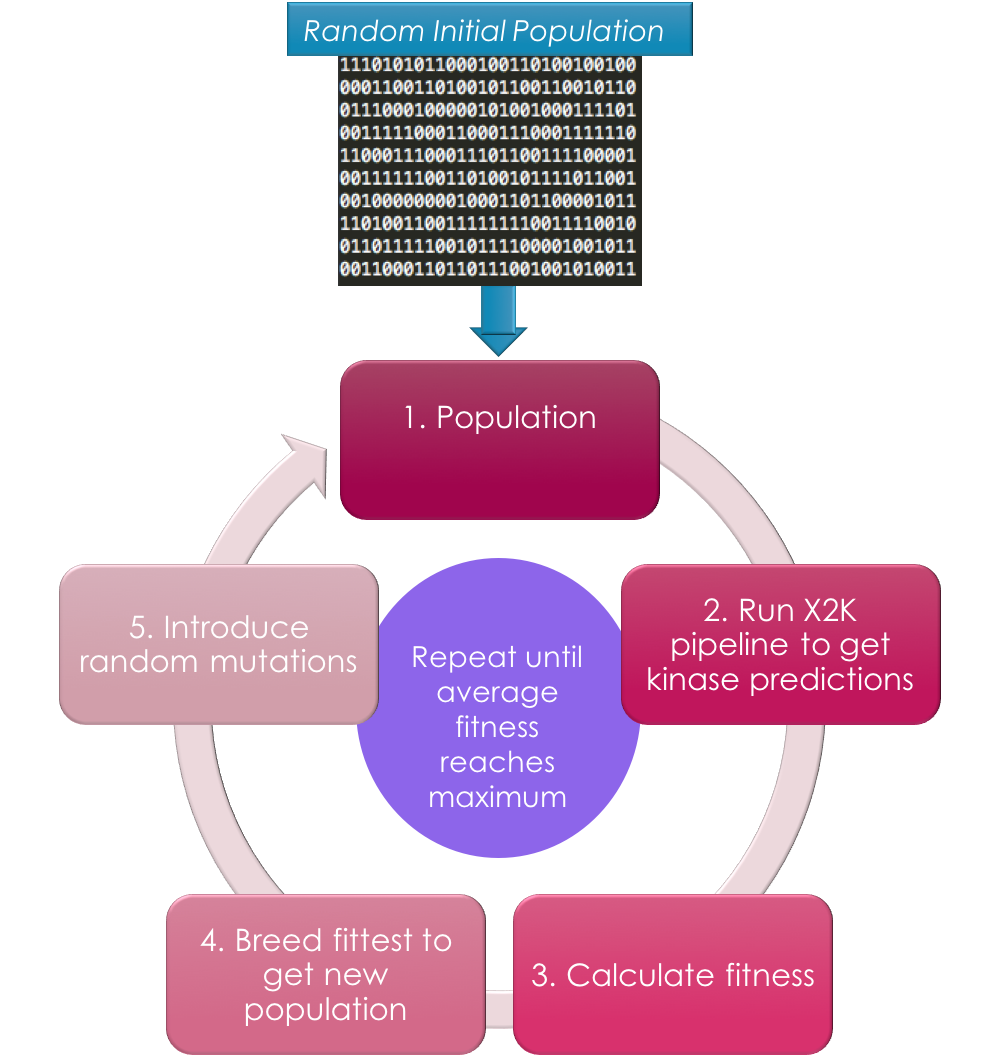 Random Initial Population
1110101011000100110100100100
0001100110100101100110010110
0111000100000101001000111101
0011111000110001110001111110
1100011100011101100111100001
0011111100110100101111011001
0010000000010001101100001011
1101001100111111110011110010
0110111110010111100001001011
0011000110110111001001010011
1. Population
2. Run X2K
pipeline to get
kinase predictions
3. Calculate fitness
4. Breed fittest to
get new
population
5. Introduce
random mutations
Repeat until
average
fitness
reaches
maximum